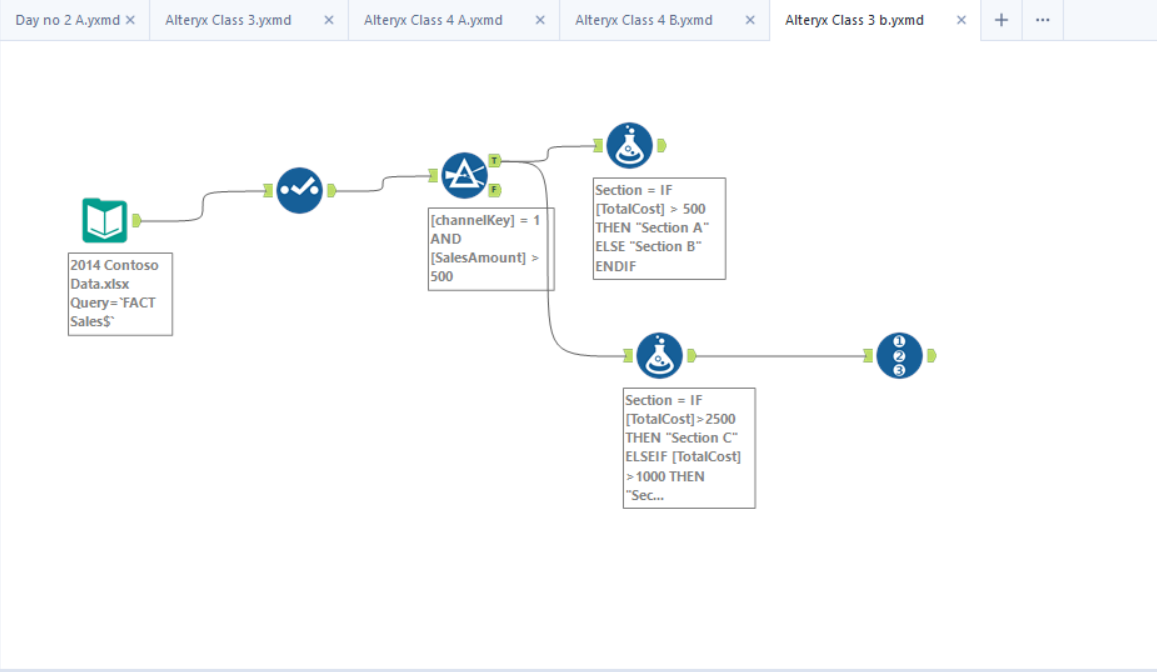 Day no 2 A.yxmd
Alteryx Class 3.yxmd
Alteryx Class 4 A.yxmd
Alteryx Class 4 B.yxmd
Alteryx Class 3 b.yxmd
T
F
Section = IF
[TotalCost] > 500
THEN "Section A"
ELSE "Section B"
ENDIF
[channelKey] = 1
AND
[SalesAmount] >
500
2014 Contoso
Data.xlsx
Query=`FACT
Sales$`
1
2
3
Section = IF
[TotalCost]>2500
THEN "Section C"
ELSEIF [TotalCost]
>1000 THEN
"Sec...